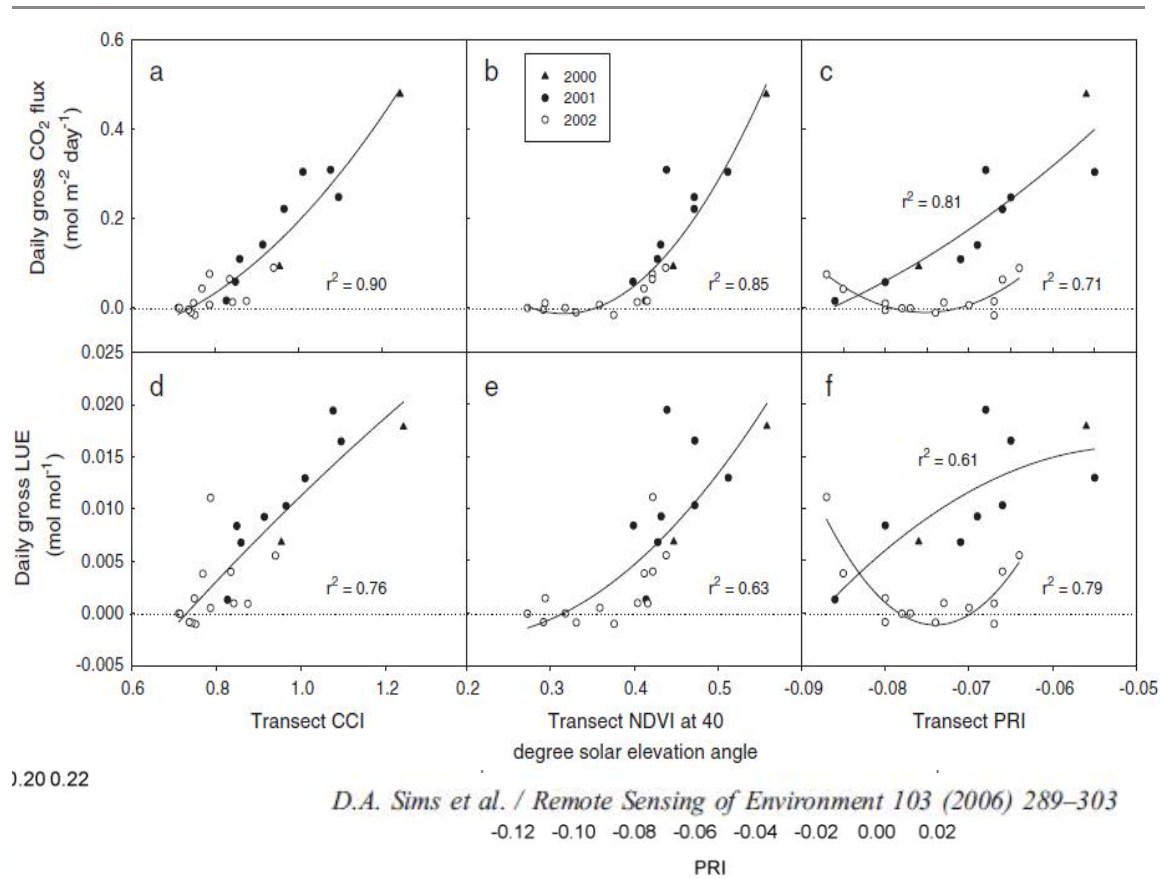 a
b
c
2000
2001
2002
0.6
0.4
0.2
0.0
Daily gross CO2 flux
(mol m-2 day-1)
r2 = 0.90
r2 = 0.85
r2 = 0.81
r2 = 0.71
d
e
f
0.025
0.020
0.015
0.010
0.005
0.000
-0.005
Daily gross LUE
(mol mol-1)
r2 = 0.76
r2 = 0.63
r2 = 0.61
r2 = 0.79
0.6 0.8 1.0 1.2 0.2 0.3 0.4 0.5 -0.09 -0.08 -0.07 -0.06 -0.05
Transect CCI
Transect NDVI at 40
degree solar elevation angle
Transect PRI
0.20 0.22
D.A. Sims et al. / Remote Sensing of Environment 103 (2006) 289–303
-0.12 -0.10 -0.08 -0.06 -0.04 -0.02 0.00 0.02
PRI